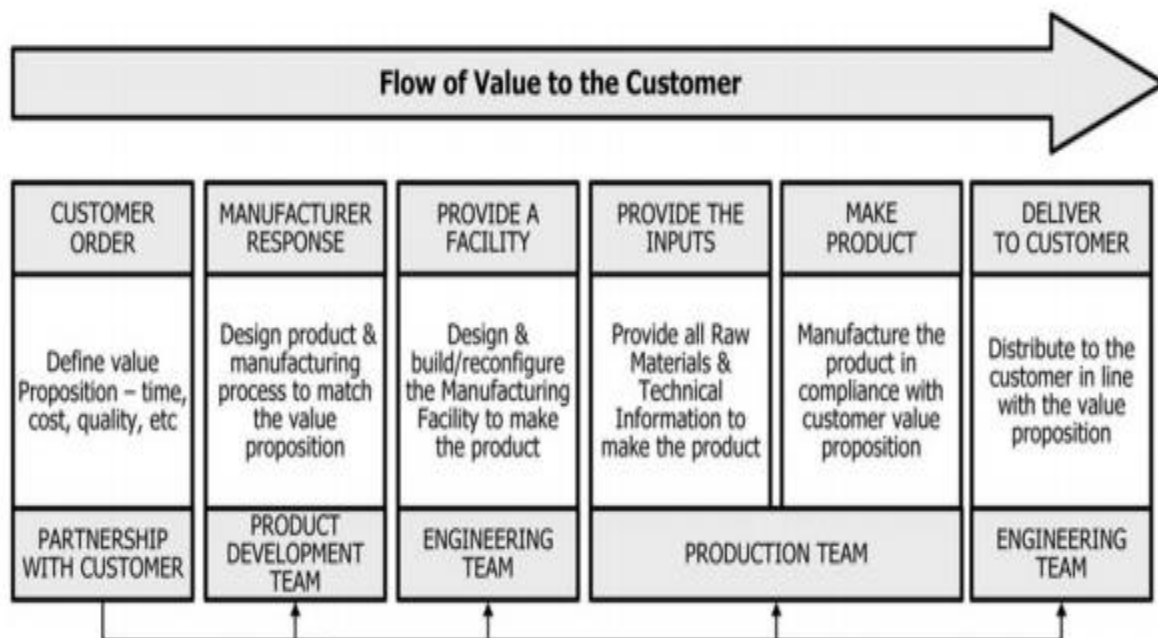 Flow of Value to the Customer
CUSTOMER
ORDER
Define value
Proposition – time,
cost, quality, etc
PARTNERSHIP
WITH CUSTOMER
MANUFACTURER
RESPONSE
Design product &
manufacturing
process to match
the value
proposition
PRODUCT
DEVELOPMENT
TEAM
PROVIDE A
FACILITY
Design &
build/reconfigure
the Manufacturing
Facility to make
the product
ENGINEERING
TEAM
PROVIDE THE
INPUTS
Provide all Raw
Materials &
Technical
Information to
make the product
MAKE
PRODUCT
Manufacture the
product in
compliance with
customer value
proposition
PRODUCTION TEAM
DELIVER
TO CUSTOMER
Distribute to the
customer in line
with the value
proposition
ENGINEERING
TEAM